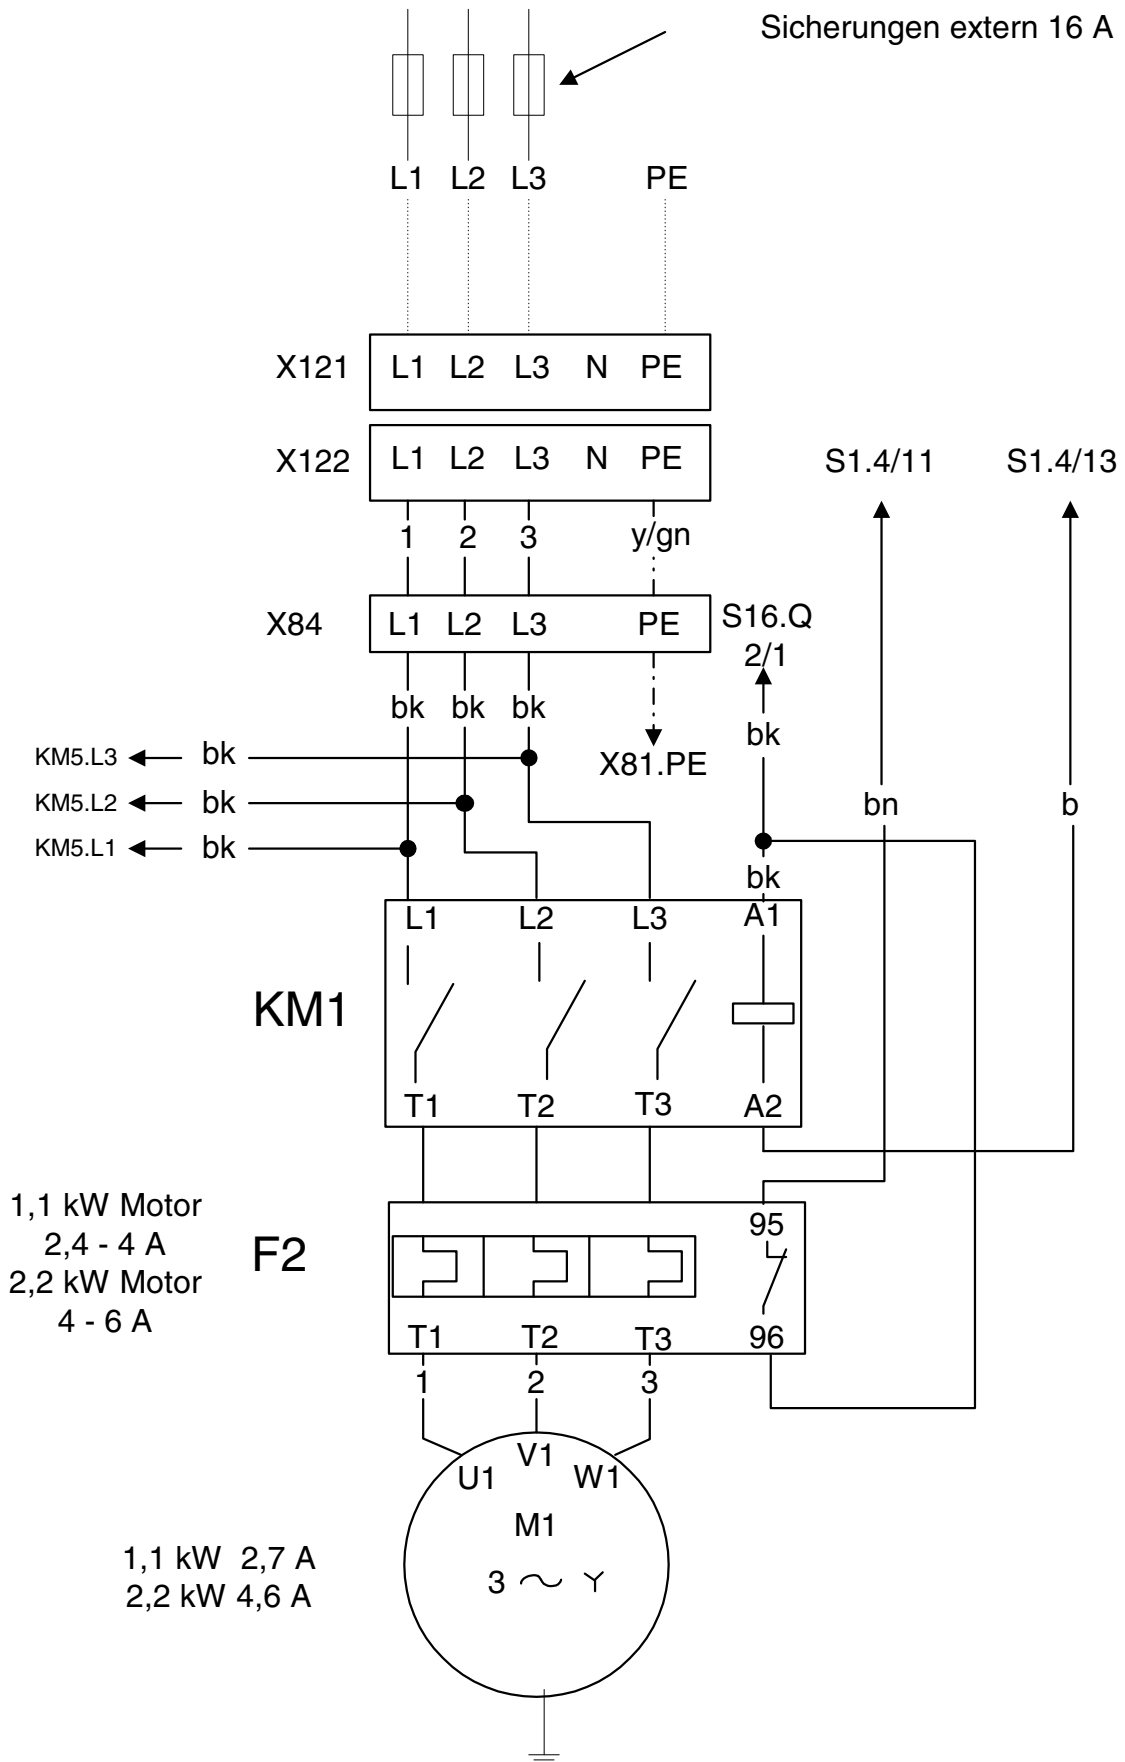 Sicherungen extern 16 A
L1 L2 L3 PE
X121 L1 L2 L3 N PE
X122 L1 L2 L3 N PE
S1.4/11 S1.4/13
1 2 3 y/gn
X84 L1 L2 L3 PE
S16.Q
2/1
bk bk bk
bk
KM5.L3 bk
X81.PE
KM5.L2 bk
bn b
KM5.L1 bk
bk
L1 L2 L3 A1
KM1
T1 T2 T3 A2
1,1 kW Motor
2,4 - 4 A
2,2 kW Motor
4 - 6 A
F2
95
T1 T2 T3 96
1 2 3
U1 V1 W1
M1
3 Y
1,1 kW 2,7 A
2,2 kW 4,6 A